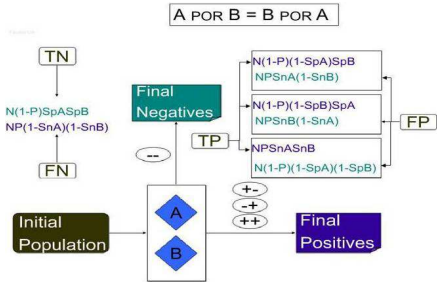 A POR B = B POR A
TN
N(1-P)SpASpB
NP(1-SnA)(1-SnB)
FN
Final
Negatives
--
TP
N(1-P)(1-SpA)SpB
NPSnA(1-SnB)
N(1-P)(1-SpB)SpA
NPSnB(1-SnA)
NPSnASnB
N(1-P)(1-SpA)(1-SpB)
FP
Initial
Population
A
B
+-
-+
++
Final
Positives